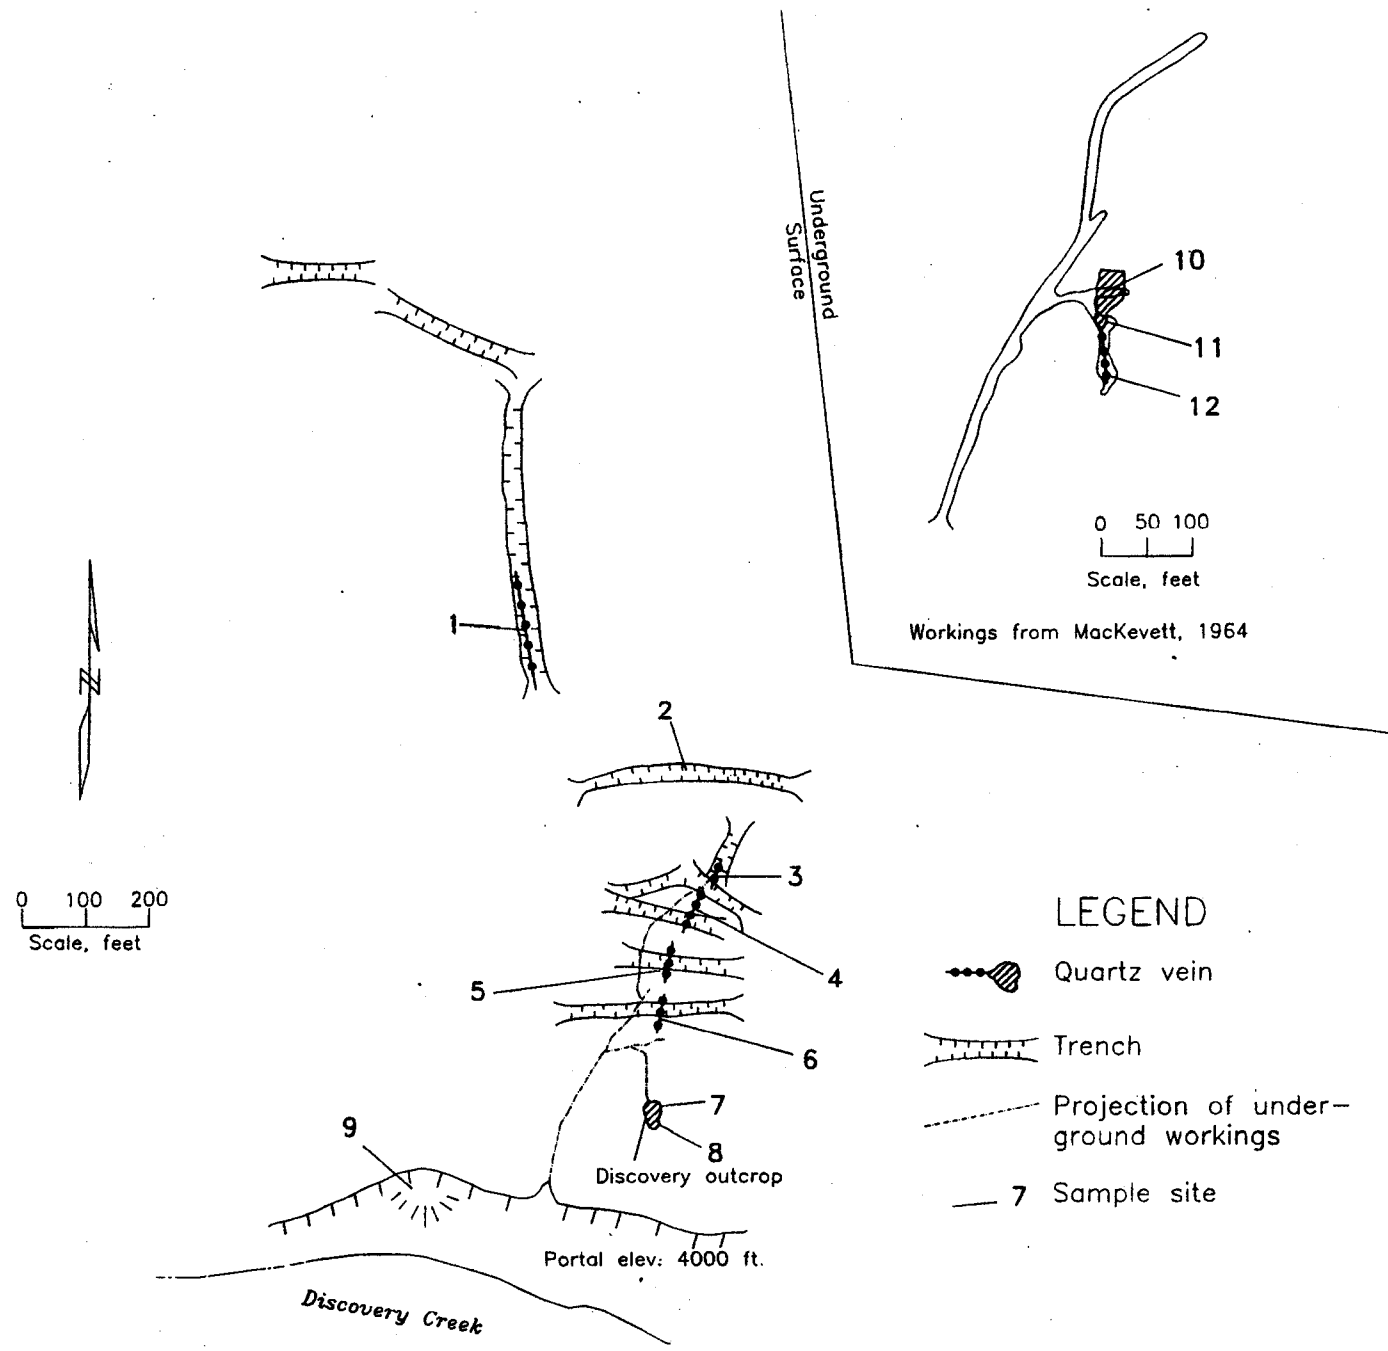 Underground
Surface
10
11
12
0 50 100
Scale, feet
Workings from MacKevett, 1964
1
N
2
3
4
5
6
7
8
9
0 100 200
Scale, feet
Discovery outcrop
Portal elev: 4000 ft.
Discovery Creek
LEGEND
Quartz vein
Trench
Projection of under-
ground workings
7 Sample site